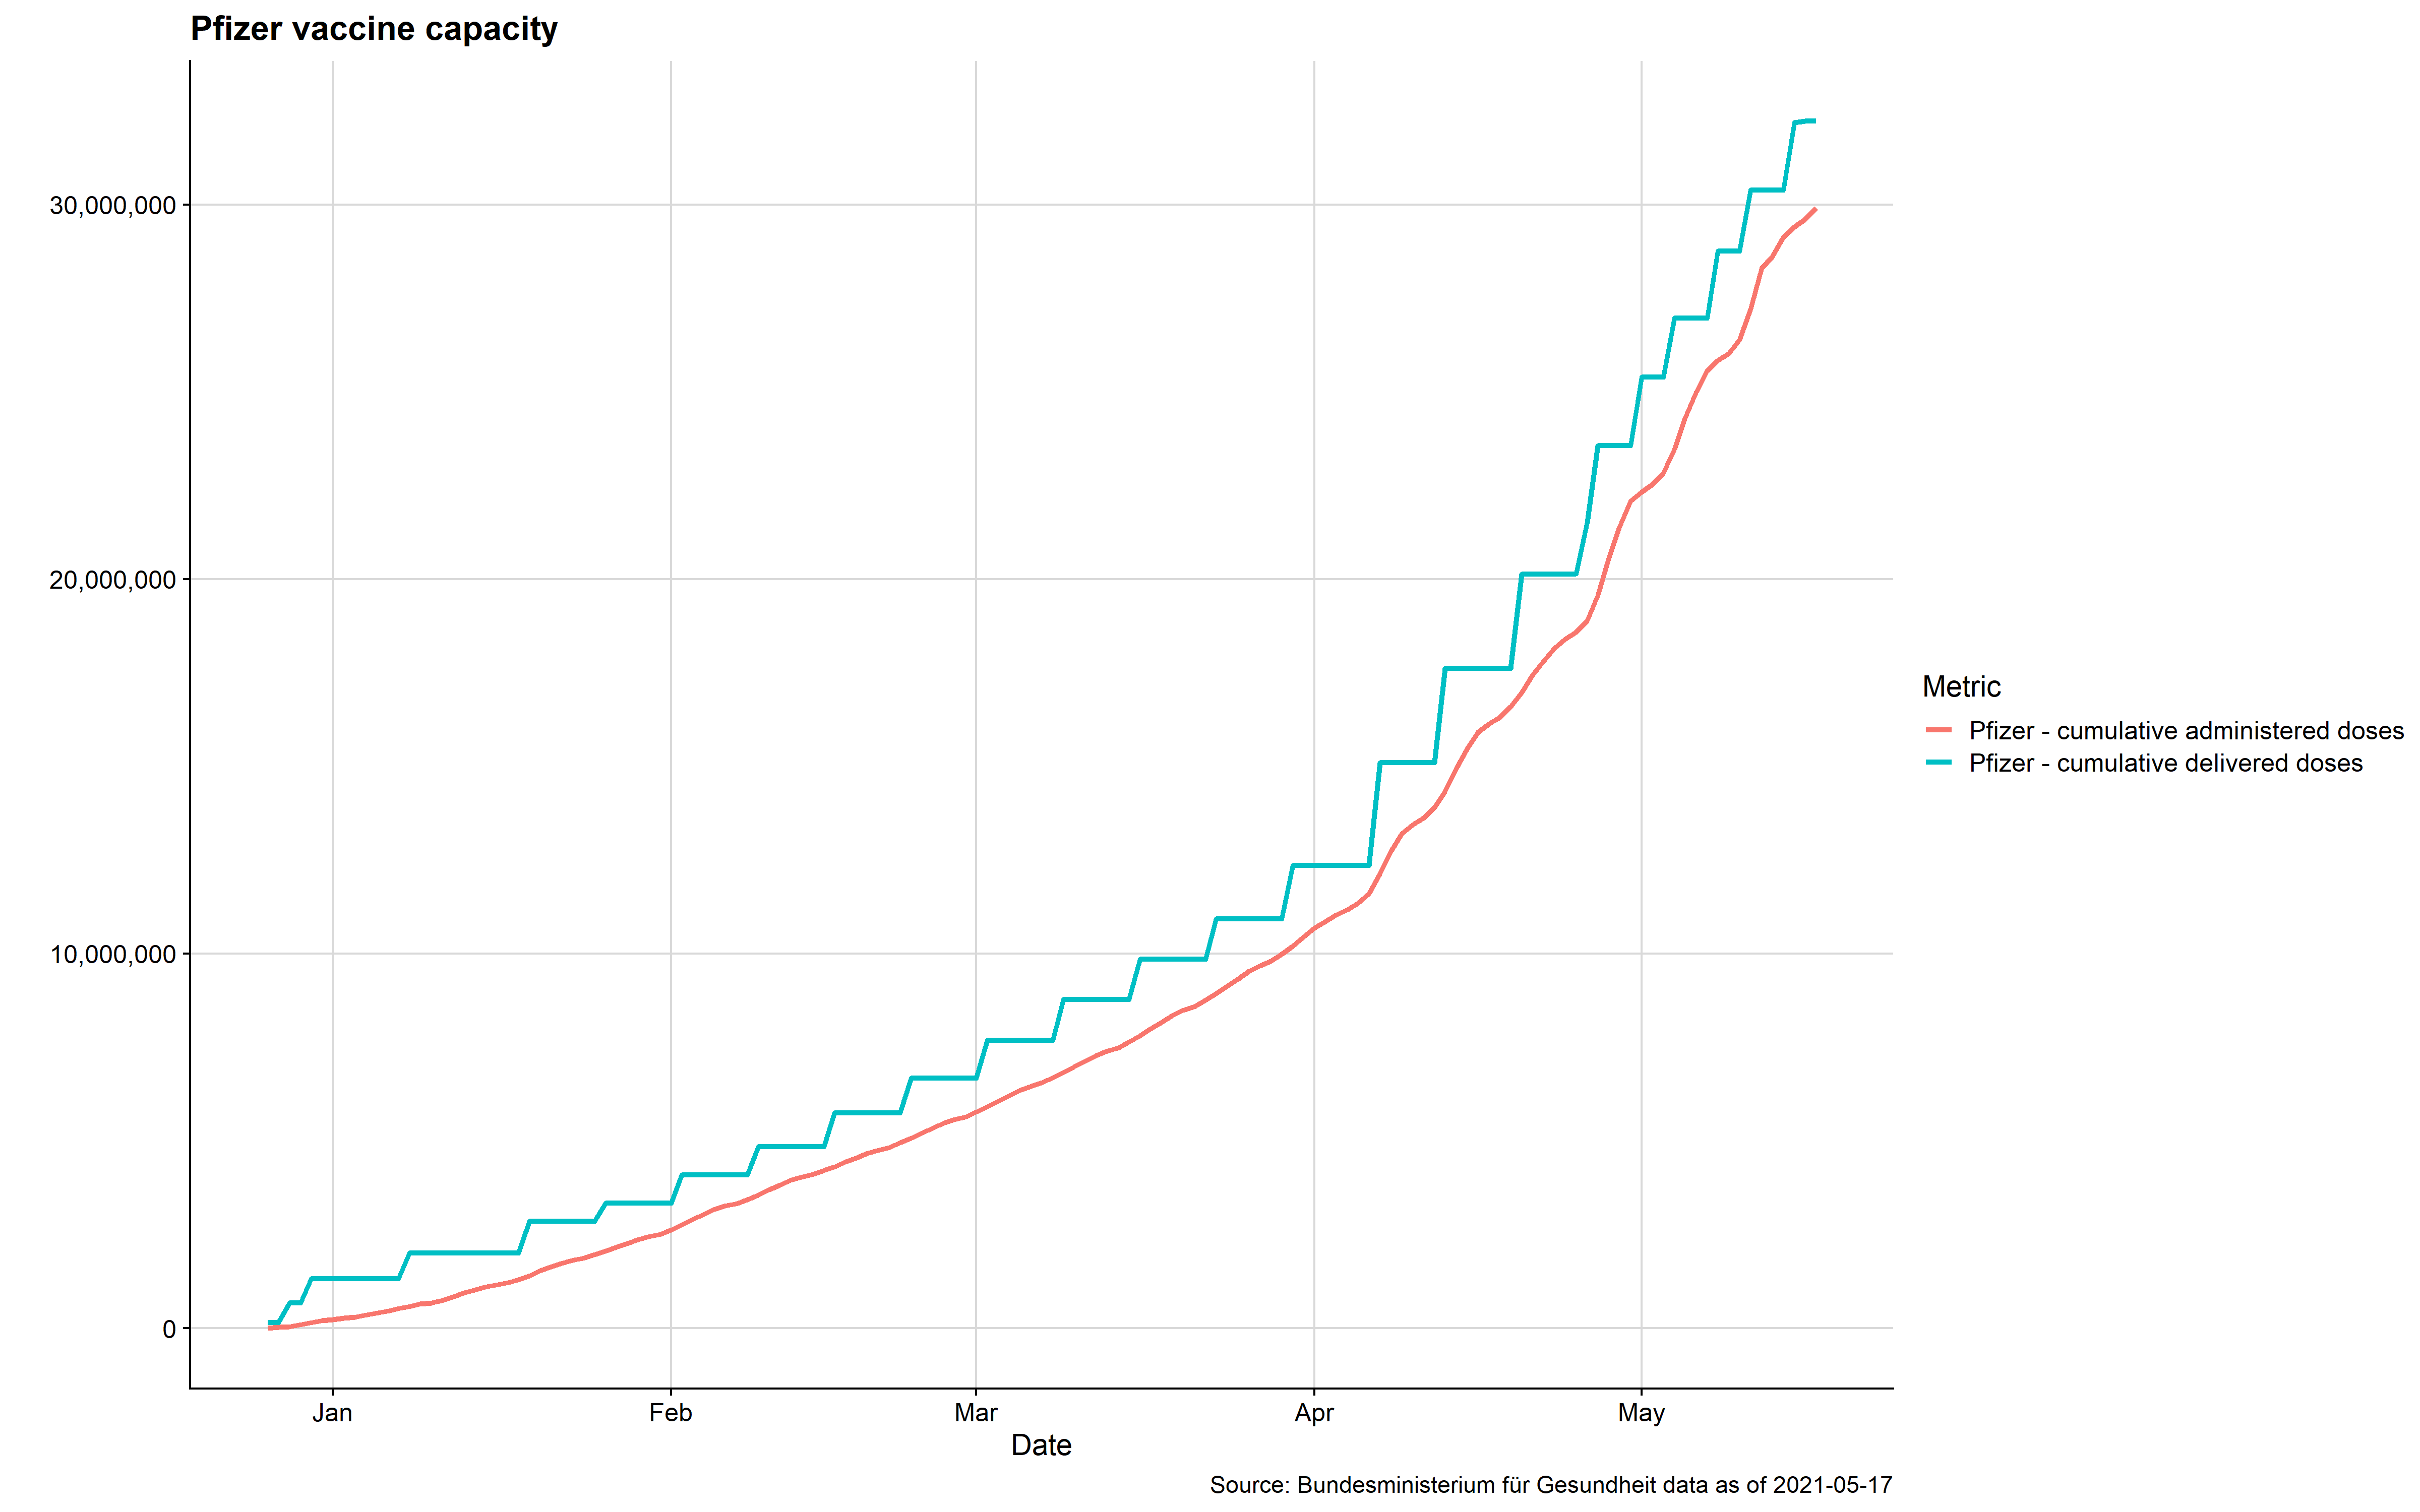 Pfizer vaccine capacity
30,000,000
20,000,000
10,000,000
0
Jan Feb Mar Apr May
Date
Metric
Pfizer - cumulative administered doses
Pfizer - cumulative delivered doses
Source: Bundesministerium für Gesundheit data as of 2021-05-17